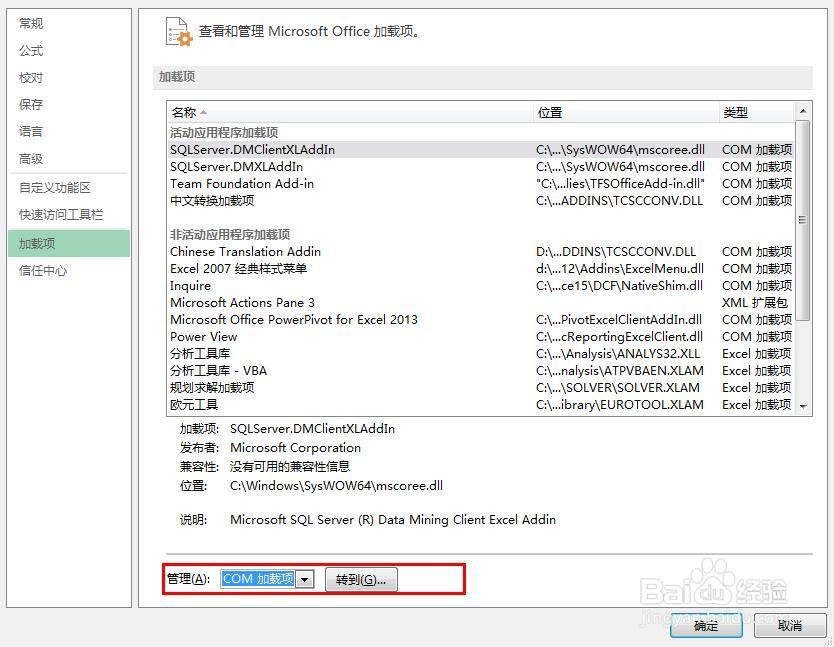 常规
公式
校对
保存
语言
高级
自定义功能区
快速访问工具栏
加载项
信任中心
查看和管理 Microsoft Office 加载项。
加载项
名称 位置 类型
活动应用程序加载项
SQLServer.DMClientXLAddIn C:\...\SysWOW64\mscoree.dll COM 加载项
SQLServer.DMXLAddIn C:\...\SysWOW64\mscoree.dll COM 加载项
Team Foundation Add-in "C:\...lies\TFSOfficeAdd-in.dll" COM 加载项
中文转换加载项 C:\...ADDINS\TCSCCONV.DLL COM 加载项
非活动应用程序加载项
Chinese Translation Addin D:\...DDINS\TCSCCONV.DLL COM 加载项
Excel 2007 经典样式菜单 d:\...12\Addins\ExcelMenu.dll COM 加载项
Inquire C:\...ce15\DCF\NativeShim.dll COM 加载项
Microsoft Actions Pane 3 XML 扩展包
Microsoft Office PowerPivot for Excel 2013 C:\...PivotExcelClientAddIn.dll COM 加载项
Power View C:\...cReportingExcelClient.dll COM 加载项
分析工具库 C:\...\Analysis\ANALYS32.XLL Excel 加载项
分析工具库 - VBA C:\...nalysis\ATPVBAEN.XLAM Excel 加载项
规划求解加载项 C:\...\SOLVER\SOLVER.XLAM Excel 加载项
欧元工具 C:\...ibrary\EUROTOOL.XLAM Excel 加载项
加载项: SQLServer.DMClientXLAddIn
发布者: Microsoft Corporation
兼容性: 没有可用的兼容性信息
位置: C:\Windows\SysWOW64\mscoree.dll
说明: Microsoft SQL Server (R) Data Mining Client Excel Addin
管理(A): COM 加载项 转到(G)...
Baidu 经验
jingyan.baidu.com
确定 取消